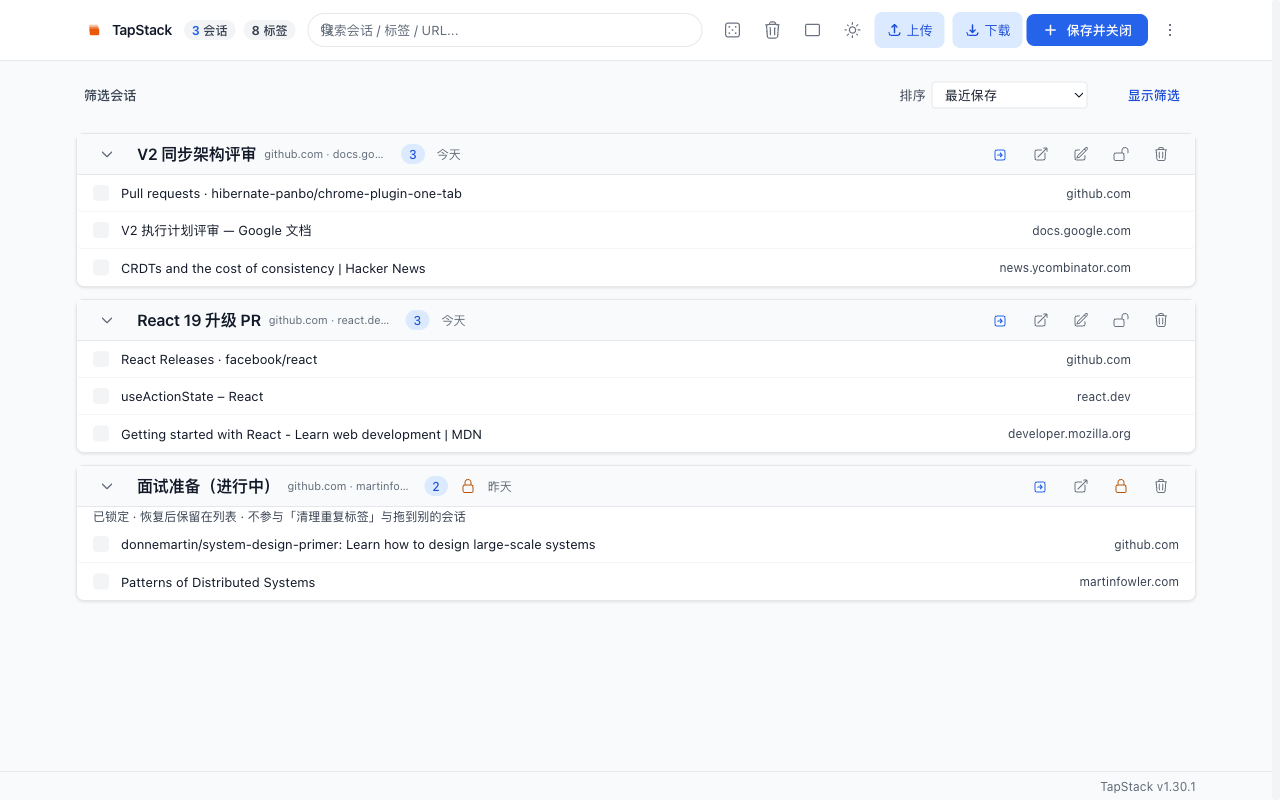 TapStack 3 会话 8 标签 搜索会话 / 标签 / URL... 上传 下载 保存并关闭
筛选会话 排序 最近保存 显示筛选
V2 同步架构评审 github.com · docs.go... 3 今天
Pull requests · hibernate-panbo/chrome-plugin-one-tab github.com
V2 执行计划评审 — Google 文档 docs.google.com
CRDTs and the cost of consistency | Hacker News news.ycombinator.com
React 19 升级 PR github.com · react.de... 3 今天
React Releases · facebook/react github.com
useActionState – React react.dev
Getting started with React - Learn web development | MDN developer.mozilla.org
面试准备（进行中） github.com · martinfo... 2 昨天
已锁定 · 恢复后保留在列表 · 不参与「清理重复标签」与拖到别的会话
donnemartin/system-design-primer: Learn how to design large-scale systems github.com
Patterns of Distributed Systems martinfowler.com
TapStack v1.30.1